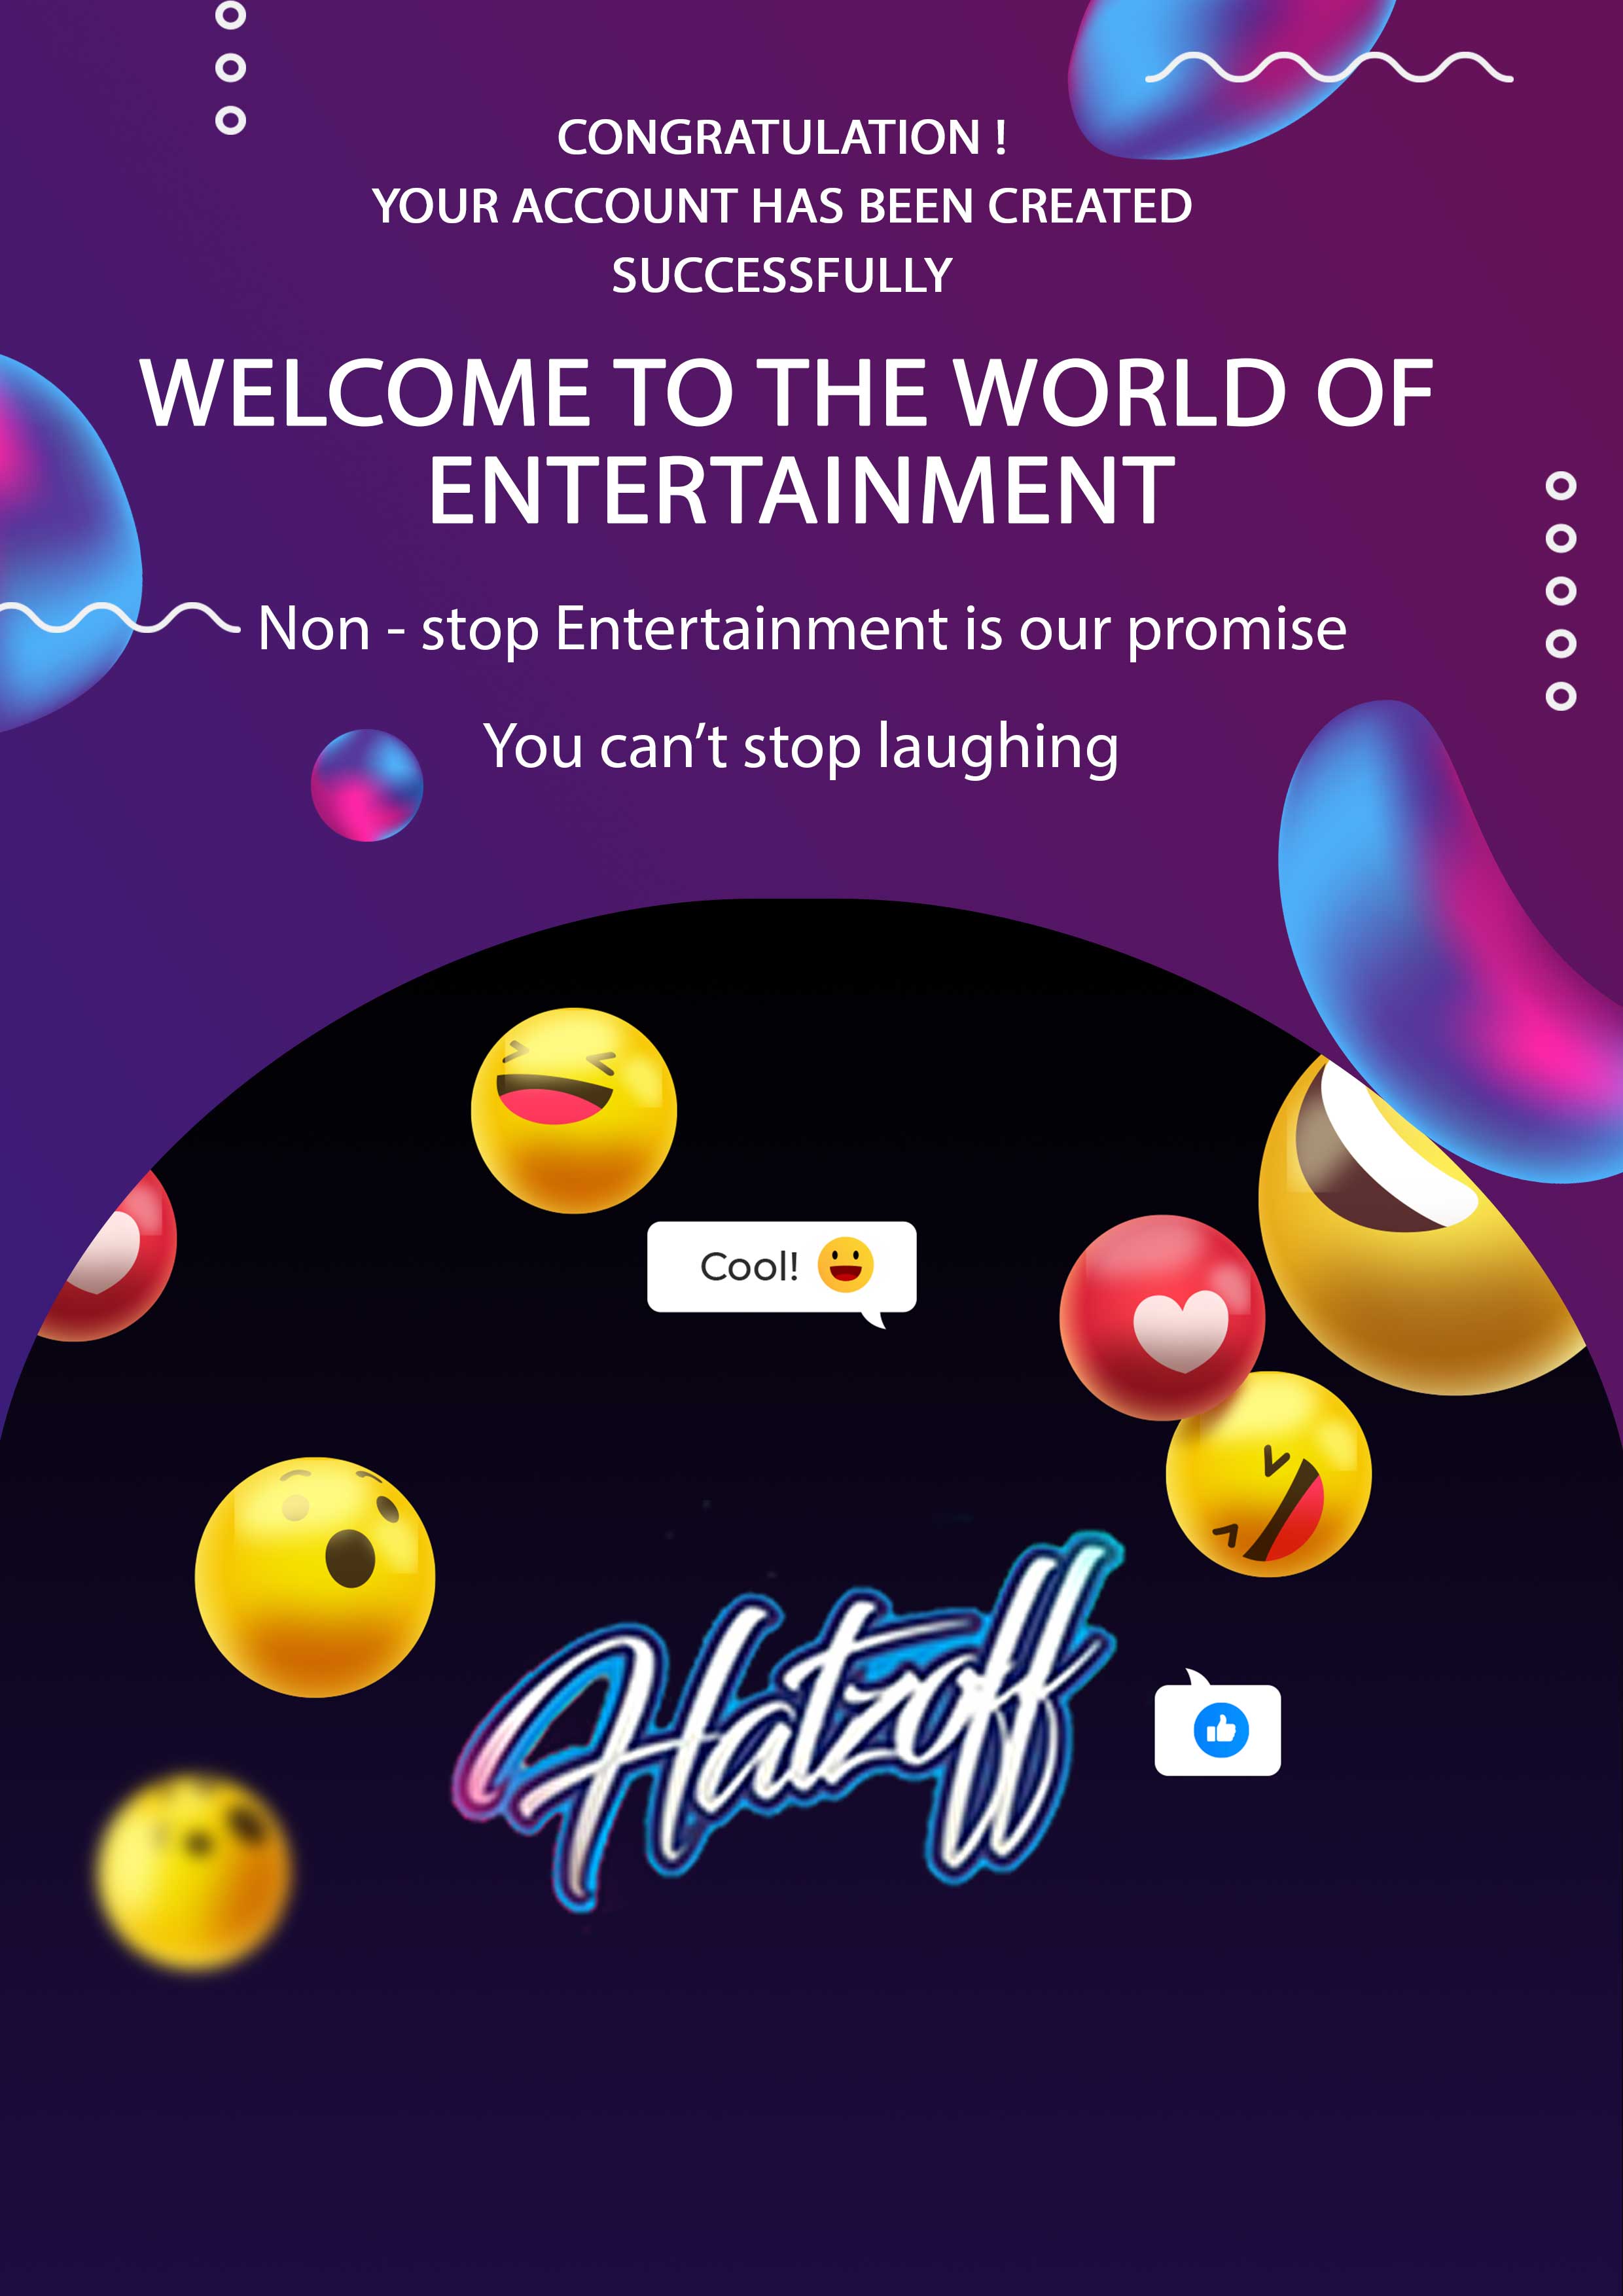 CONGRATULATION !
YOUR ACCOUNT HAS BEEN CREATED
SUCCESSFULLY
WELCOME TO THE WORLD OF
ENTERTAINMENT
Non - stop Entertainment is our promise
You can’t stop laughing
Cool!
Hatzoff